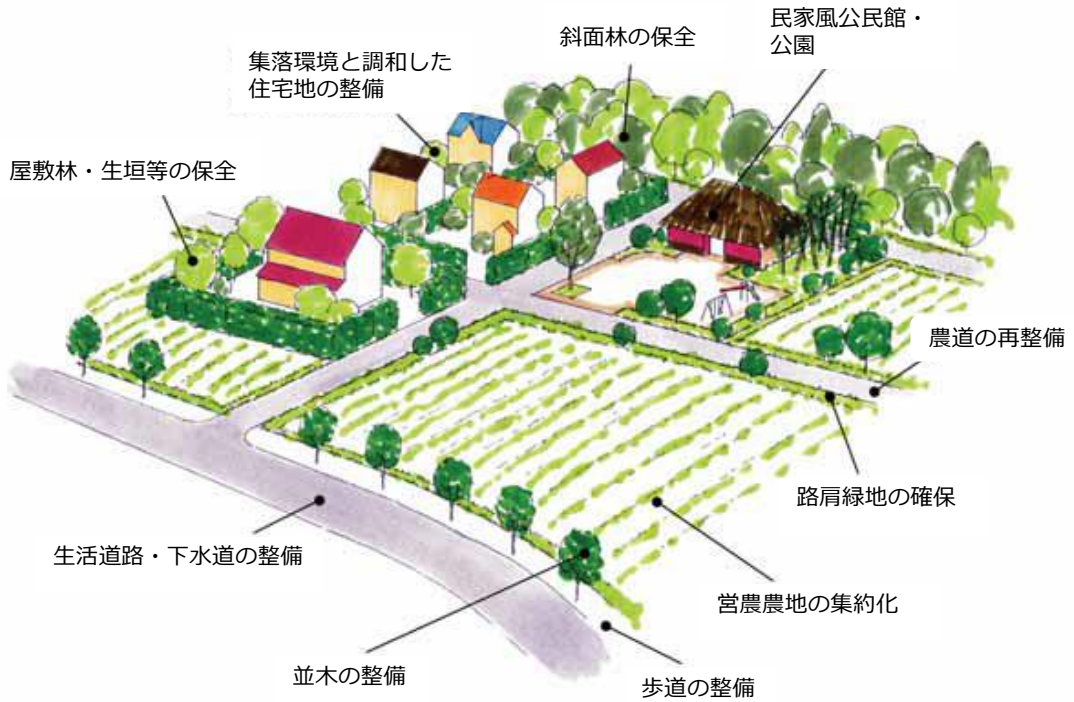 民家風公民館・
公園
斜面林の保全
集落環境と調和した
住宅地の整備
屋敷林・生垣等の保全
農道の再整備
路肩緑地の確保
生活道路・下水道の整備
営農農地の集約化
並木の整備
歩道の整備